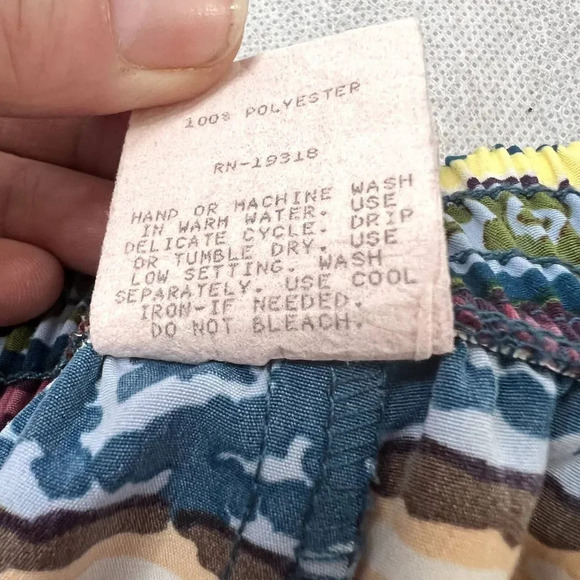 100% POLYESTER
RN-19318
HAND OR MACHINE WASH
IN WARM WATER. USE
DELICATE CYCLE. DRIP
OR TUMBLE DRY. USE
LOW SETTING. WASH
SEPARATELY. USE COOL
IRON-IF NEEDED.
DO NOT BLEACH.